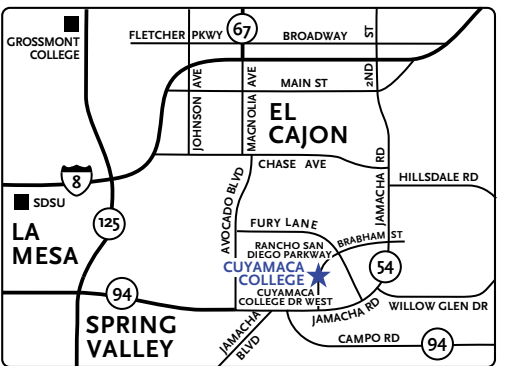 GROSSMONT
COLLEGE
FLETCHER PKWY
67
BROADWAY
2ND ST
JOHNSON AVE
MAGNOLIA AVE
MAIN ST
EL
CAJON
CHASE AVE
8
SDSU
LA
MESA
125
AVOCADO BLVD
JAMACHA RD
HILLSDALE RD
FURY LANE
RANCHO SAN
DIEGO PARKWAY
BRABHAM ST
CUYAMACA
COLLEGE
54
CUYAMACA
COLLEGE DR WEST
94
SPRING
VALLEY
JAMACHA
BLVD
JAMACHA RD
WILLOW GLEN DR
CAMPO RD
94